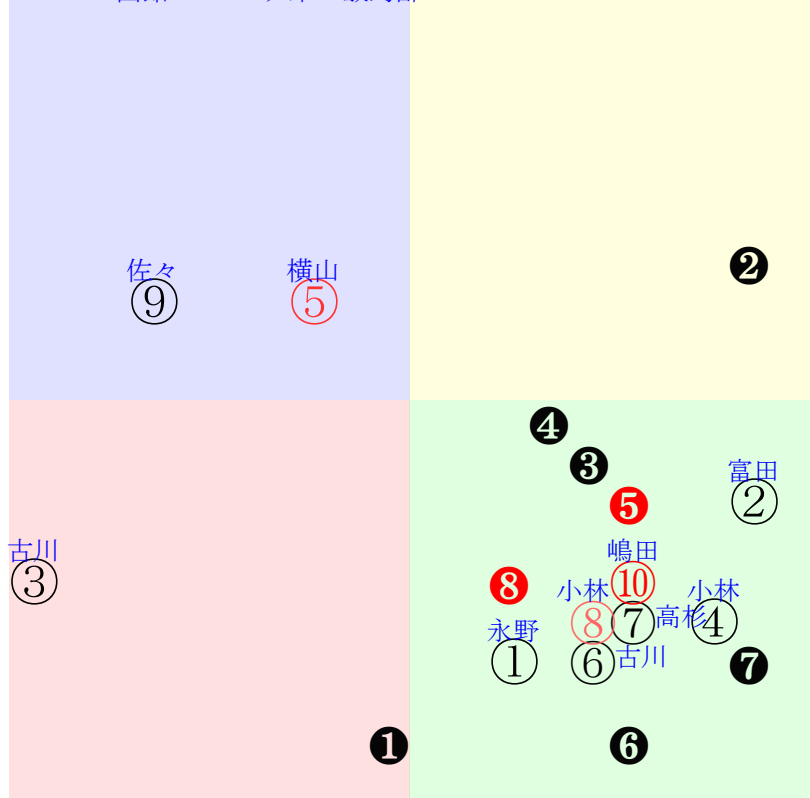 佐々 横山
⑨ ⑤ ❷
❹
❸
富田
❺ ②
古川 嶋田
③ ❽ 小林 ⑩ 小林
永野 ⑧ ⑦ 高杉 ④
① ⑥ 古川 ❼
❶ ❻